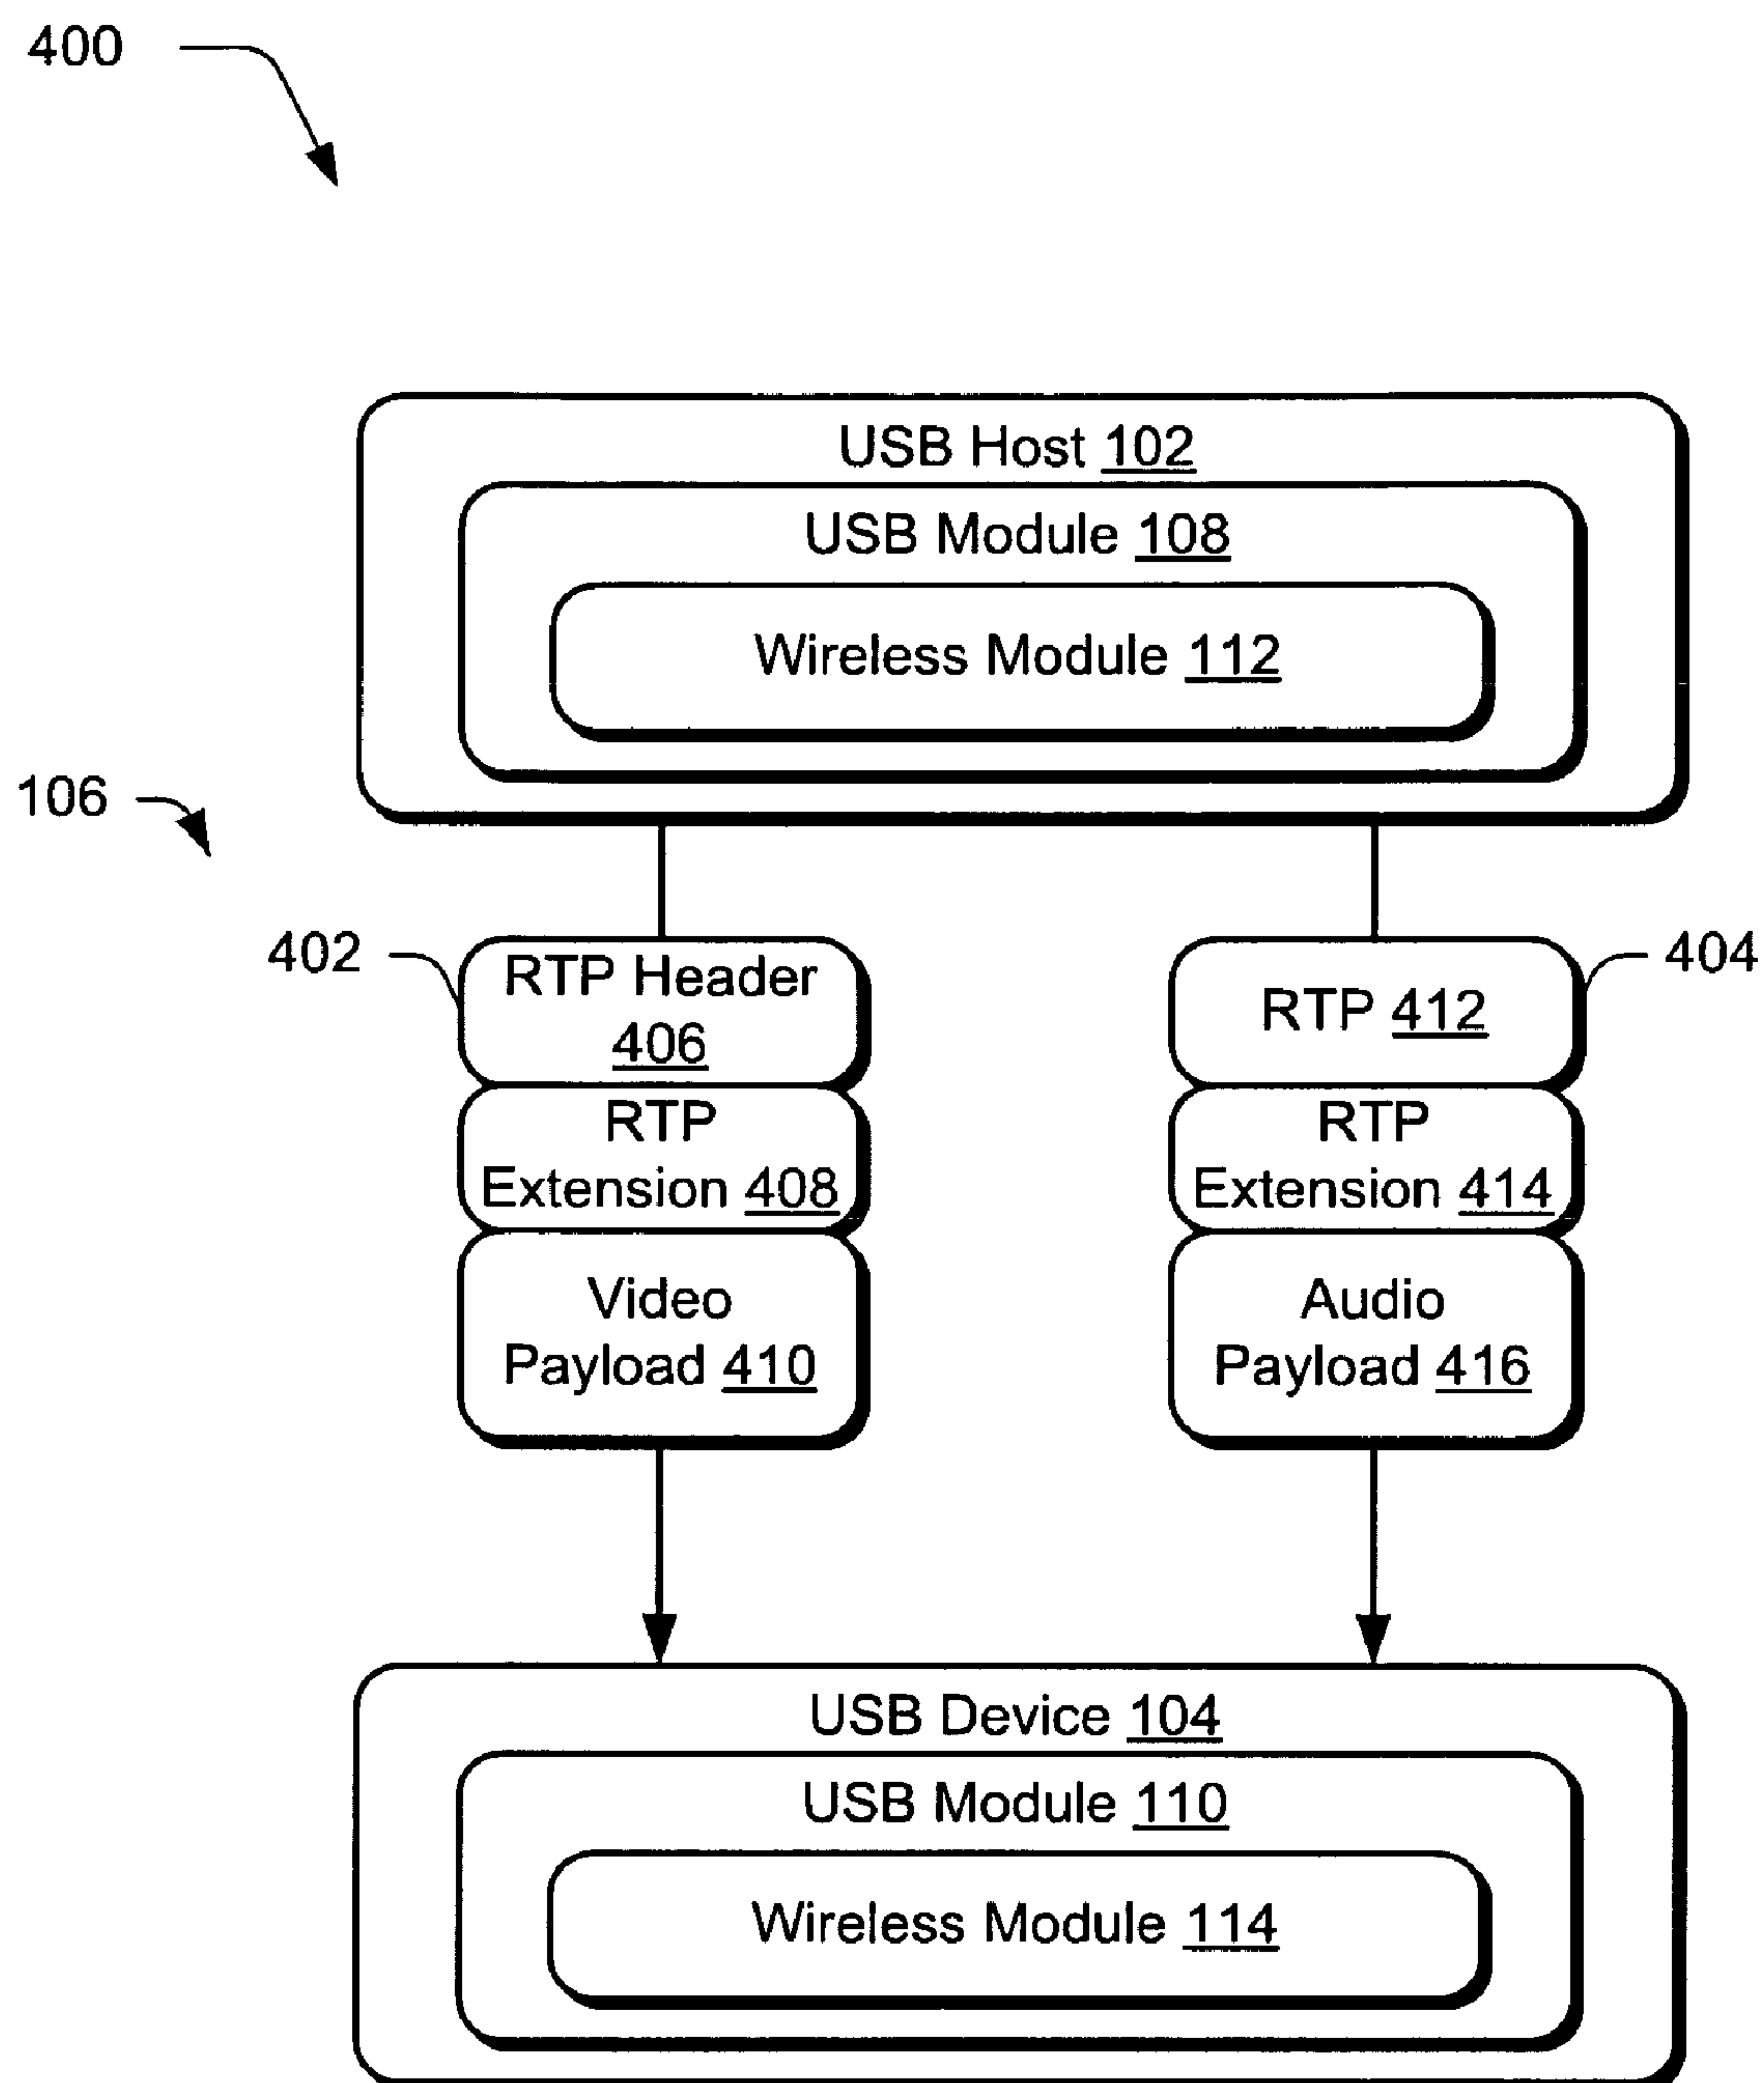 400
USB Host 102
USB Module 108
Wireless Module 112
106
402
RTP Header
406
RTP
Extension 408
Video
Payload 410
404
RTP 412
RTP
Extension 414
Audio
Payload 416
USB Device 104
USB Module 110
Wireless Module 114